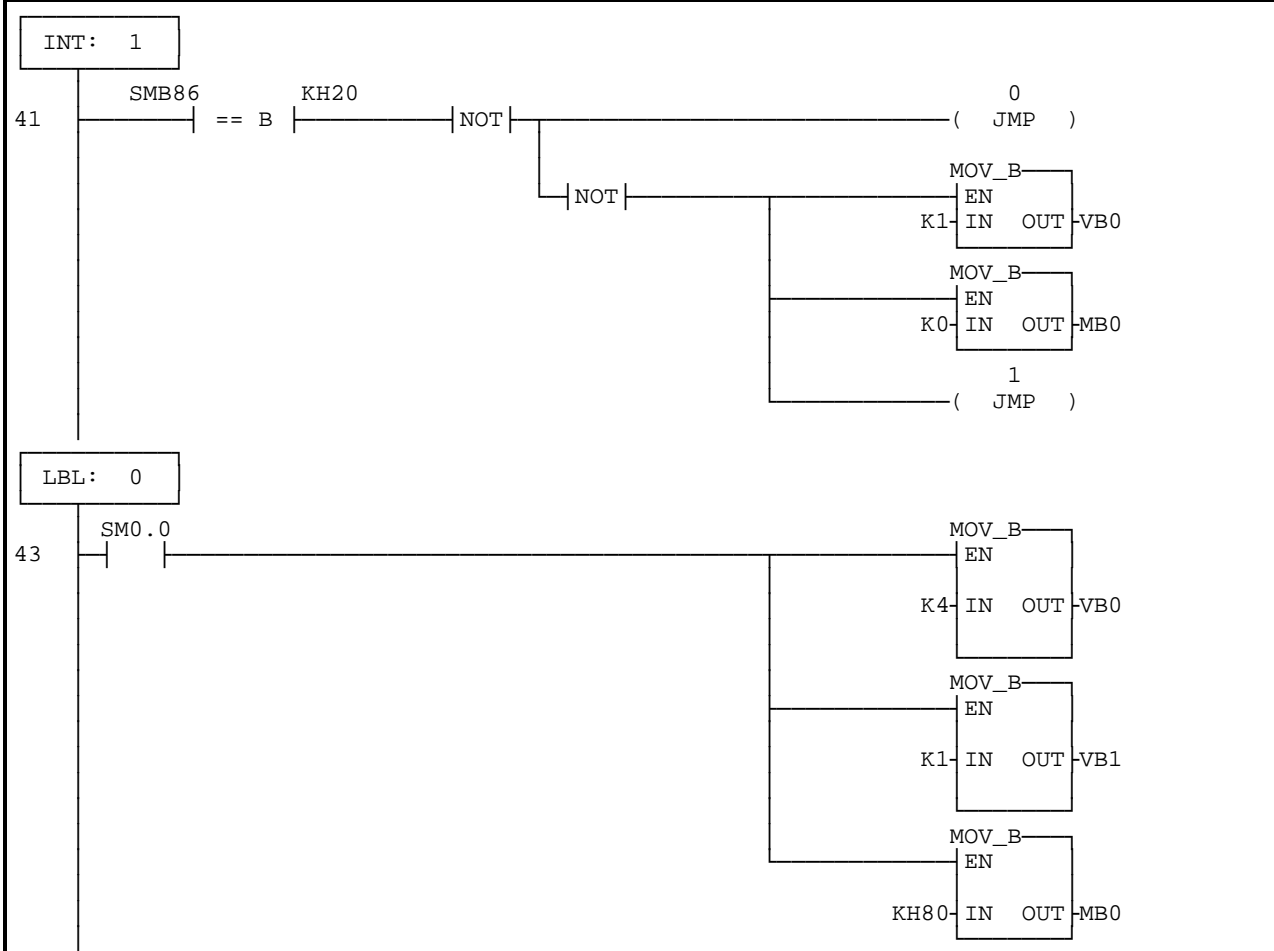 INT: 1
SMB86 KH20 0
41 == B NOT ( JMP )
MOV_B
NOT EN
K1 IN OUT VB0
MOV_B
EN
K0 IN OUT MB0
1
( JMP )
LBL: 0
SM0.0 MOV_B
43 EN
K4 IN OUT VB0
MOV_B
EN
K1 IN OUT VB1
MOV_B
EN
KH80 IN OUT MB0